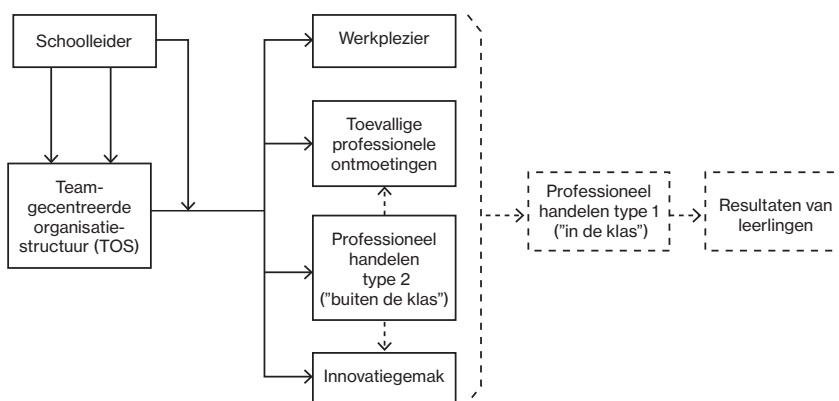 Schoolleider
Team-
gecentreerde
organisatie-
structuur (TOS)
Werkplezier
Toevallige
professionele
ontmoetingen
Professioneel
handelen
type 2
("buiten de klas")
Innovatiegemak
Professioneel
handelen type 1
("in de klas")
Resultaten van
leerlingen